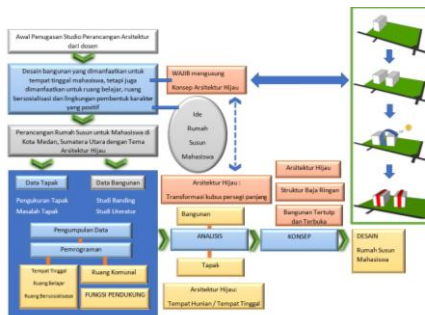 Awal Penugasan Studio Perancangan Arsitektur
dari dosen
Desain bangunan yang dimanfaatkan untuk
tempat tinggal mahasiswa, tetapi juga
dimanfaatkan untuk ruang belajar, ruang
bersosialisasi dan lingkungan pembentuk karakter
yang positif
WAJIB mengusung
Konsep Arsitektur Hijau
Perancangan Rumah Susun untuk Mahasiswa di
Kota Medan, Sumatera Utara dengan Tema
Arsitektur Hijau
Ide
Rumah
Susun
Mahasiswa
Data Tapak
Data Bangunan
Pengukuran Tapak
Masalah Tapak
Studi Banding
Studi Literatur
Pengumpulan Data
Pemrograman
Tempat Tinggal
Ruang Belajar
Ruang Bersosialisasi
Ruang Komunal
FUNGSI PENDUKUNG
Arsitektur Hijau :
Transformasi kubus persegi panjang
Bangunan
ANALISIS
Tapak
Arsitektur Hijau:
Tempat Hunian / Tempat Tinggal
Arsitektur Hijau
Struktur Baja Ringan
Bangunan Tertutp dan
Terbuka
KONSEP
DESAIN
Rumah Susun
Mahasiswa